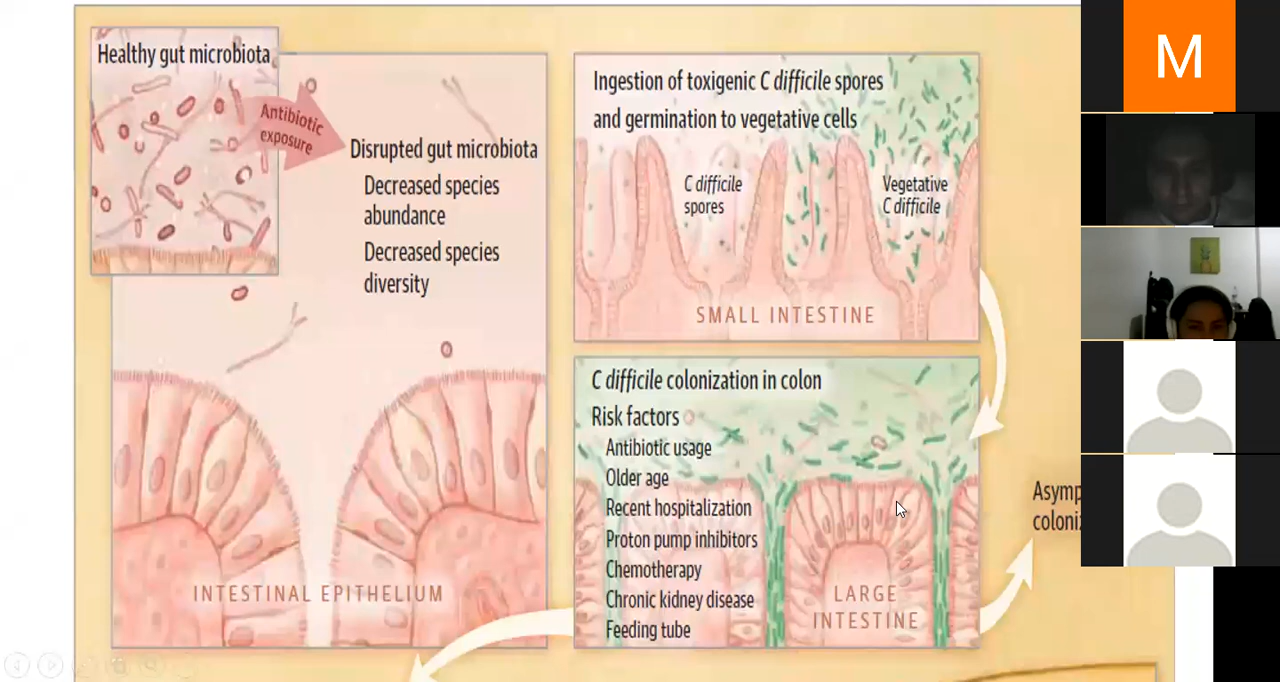 Healthy gut microbiota
Antibiotic
exposure
Disrupted gut microbiota
Decreased species
abundance
Decreased species
diversity
INTESTINAL EPITHELIUM
Ingestion of toxigenic C difficile spores
and germination to vegetative cells
C difficile
spores
Vegetative
C difficile
SMALL INTESTINE
C difficile colonization in colon
Risk factors
Antibiotic usage
Older age
Recent hospitalization
Proton pump inhibitors
Chemotherapy
Chronic kidney disease
Feeding tube
LARGE
INTESTINE
Asymp
coloni
M